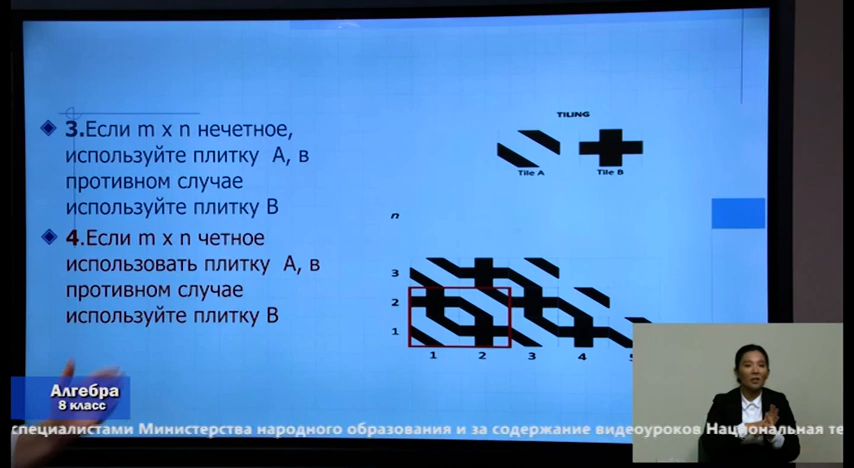 3.Если m x n нечетное,
используйте плитку А, в
противном случае
используйте плитку В
4.Если m x n четное
использовать плитку А, в
противном случае
используйте плитку В
TILING
Tile A Tile B
n
3
2
1
1 2 3 4
Алгебра
8 класс
специалистами Министерства народного образования и за содержание видеоуроков Национальная те